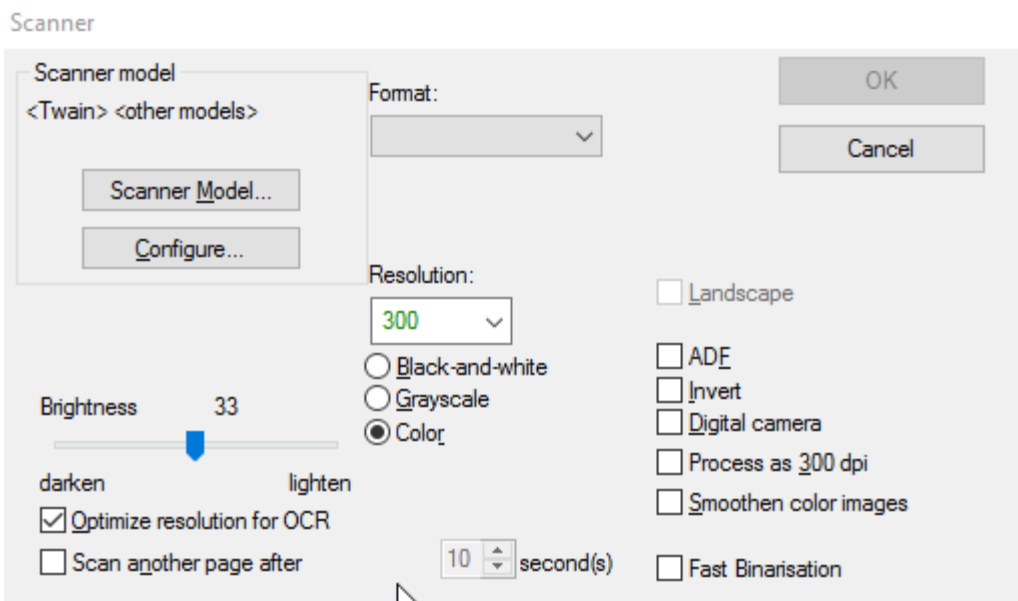 Scanner
Scanner model
<Twain> <other models>
Scanner Model...
Configure...
Format:
OK
Cancel
Resolution:
300
Black-and-white
Grayscale
Color
Landscape
ADF
Invert
Digital camera
Process as 300 dpi
Smoothen color images
Fast Binarisation
Brightness 33
darken lighten
Optimize resolution for OCR
Scan another page after 10 second(s)